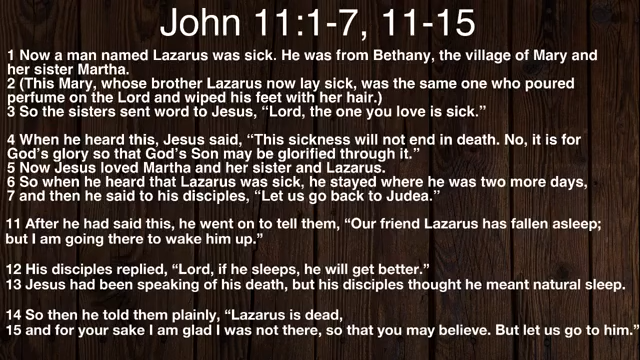 John 11:1-7, 11-15
1 Now a man named Lazarus was sick. He was from Bethany, the village of Mary and
her sister Martha.
2 (This Mary, whose brother Lazarus now lay sick, was the same one who poured
perfume on the Lord and wiped his feet with her hair.)
3 So the sisters sent word to Jesus, “Lord, the one you love is sick.”
4 When he heard this, Jesus said, “This sickness will not end in death. No, it is for
God’s glory so that God’s Son may be glorified through it.”
5 Now Jesus loved Martha and her sister and Lazarus.
6 So when he heard that Lazarus was sick, he stayed where he was two more days,
7 and then he said to his disciples, “Let us go back to Judea.”
11 After he had said this, he went on to tell them, “Our friend Lazarus has fallen asleep;
but I am going there to wake him up.”
12 His disciples replied, “Lord, if he sleeps, he will get better.”
13 Jesus had been speaking of his death, but his disciples thought he meant natural sleep.
14 So then he told them plainly, “Lazarus is dead,
15 and for your sake I am glad I was not there, so that you may believe. But let us go to him.”